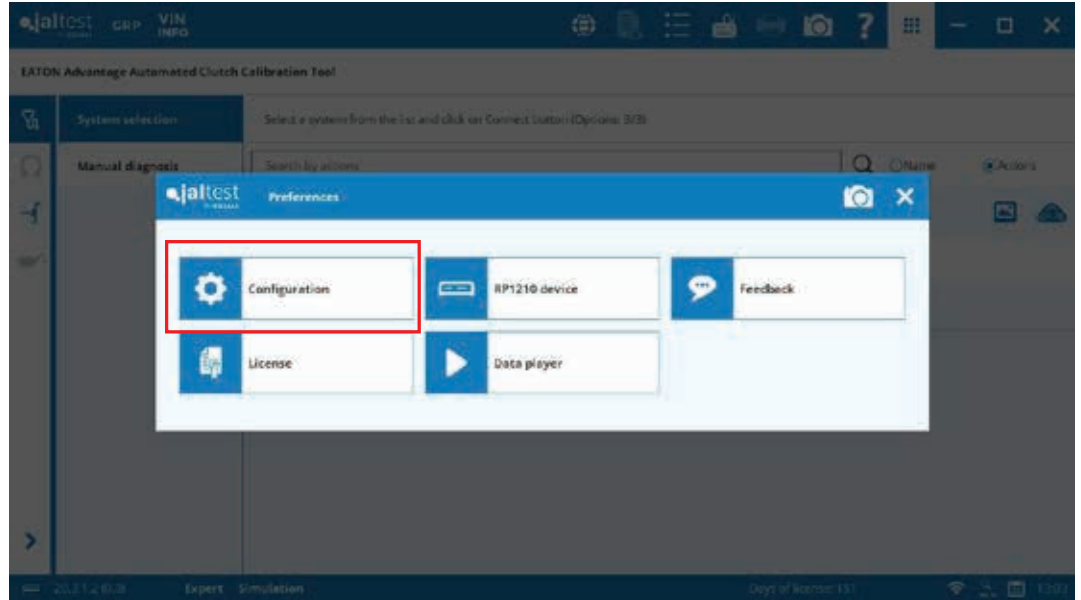 jaltest GRP VIN
INFO
?
EATON Advantage Automated Clutch Calibration Tool
System selection
Select a system from the list and click on Connect button (Options: 3/3)
Manual diagnosis
Search by actions
Name
Actions
jaltest Preferences
Configuration
RP1210 device
Feedback
License
Data player
Expert Simulation
Days of license: 151
13:02